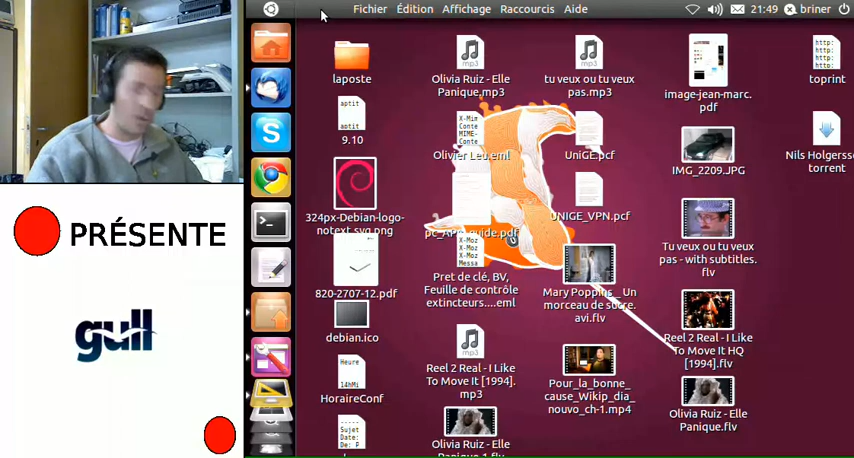 Fichier Édition Affichage Raccourcis Aide
21:49 briner
laposte
Olivia Ruiz - Elle
Panique.mp3
tu veux ou tu veux
pas.mp3
image-jean-marc.
pdf
toprint
9.10
Olivier Leu.eml
UniGE.pcf
IMG_2209.JPG
Nils Holgerss
torrent
324px-Debian-logo-
notext.svg.png
pc_APs_guide.pdf
UNIGE_VPN.pcf
Tu veux ou tu veux
pas - with subtitles.
flv
820-2707-12.pdf
Pret de clé, BV,
Feuille de contrôle
extincteurs....eml
Mary Poppins _ Un
morceau de sucre.
avi.flv
Reel 2 Real - I Like
To Move It HQ
[1994].flv
debian.ico
HoraireConf
Reel 2 Real - I Like
To Move It [1994].
mp3
Pour_la_bonne_
cause_Wikip_dia_
nouvo_ch-1.mp4
Olivia Ruiz - Elle
Panique.flv
Olivia Ruiz - Elle
Panique-1.flv
PRÉSENTE
gull